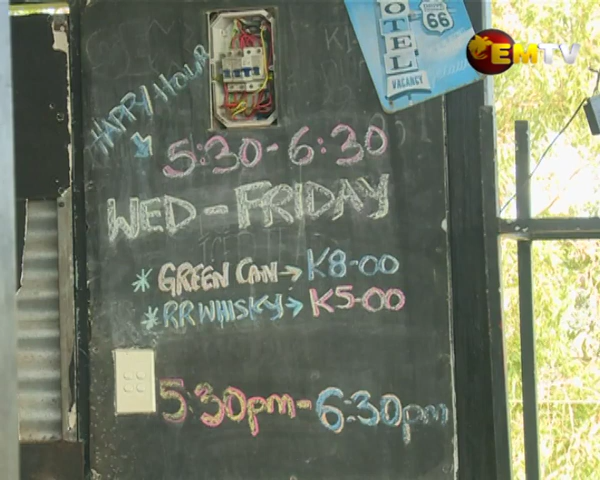 HOTEL
66
VACANCY
EMTV
HAPPY HOUR
5:30-6:30
WED-FRIDAY
* GREEN CAN → K8-00
* RR WHISKY → K5-00
5:30pm-6:30pm